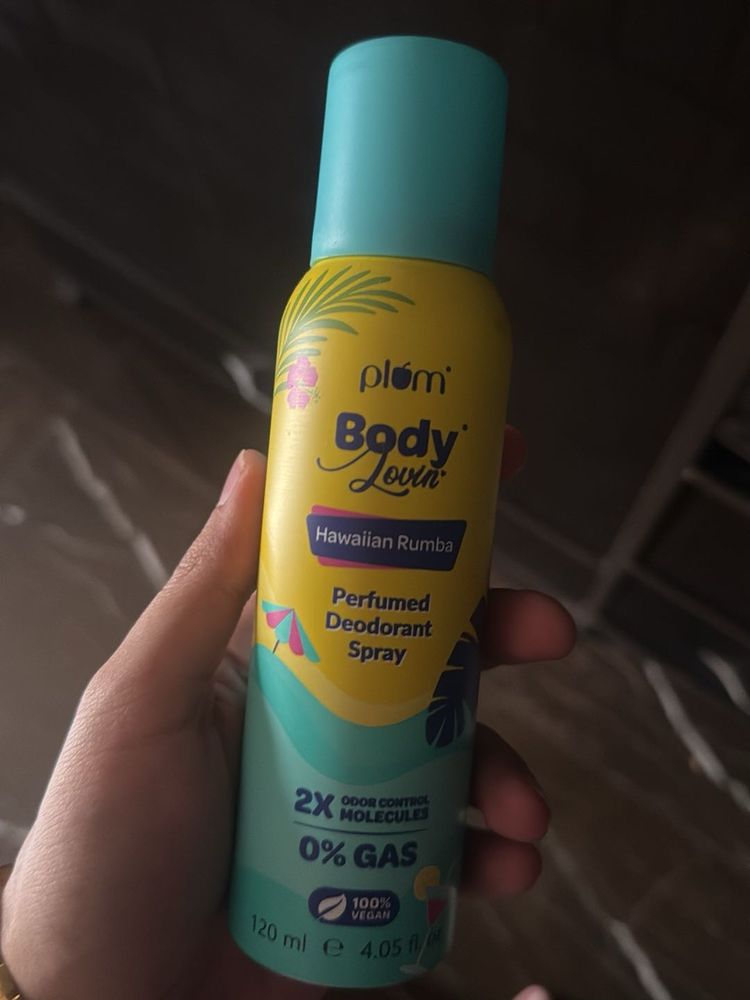 plum
Body
Lovin'
Hawaiian Rumba
Perfumed
Deodorant
Spray
2X ODOR CONTROL
MOLECULES
0% GAS
100%
VEGAN
120 ml ℮ 4.05 fl.